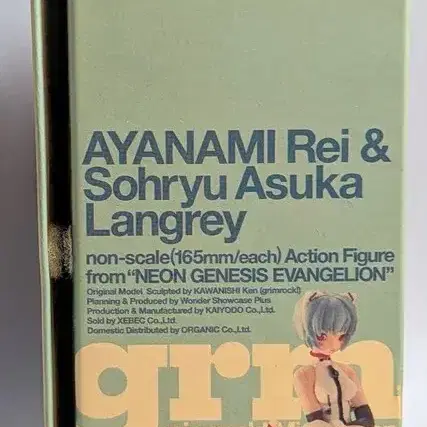 AYANAMI Rei &
Sohryu Asuka
Langrey
non-scale(165mm/each) Action Figure
from "NEON GENESIS EVANGELION"
Original Model Sculpted by KAWANISHI Ken (grimrock!)
Planning & Produced by Wonder Showcase Plus
Production & Manufactured by KAIYODO Co.,Ltd.
Sold by XEBEC Co.,Ltd.
Domestic Distributed by ORGANIC Co.,Ltd.
grm